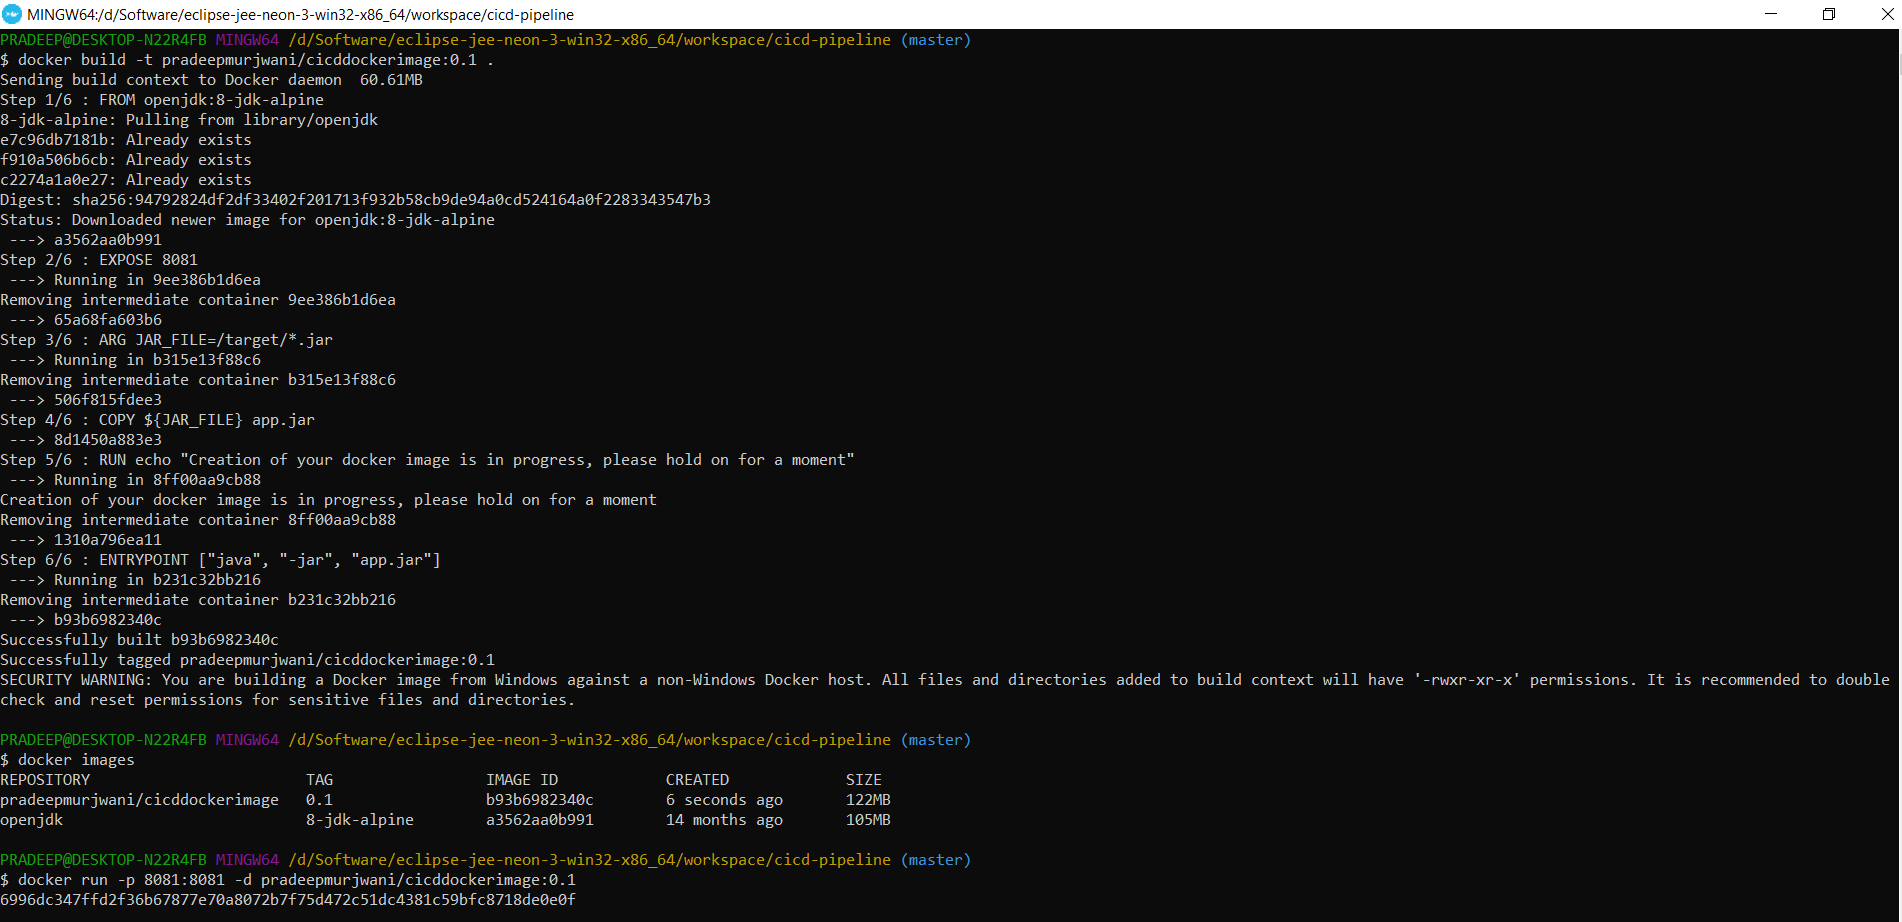 MINGW64:/d/Software/eclipse-jee-neon-3-win32-x86_64/workspace/cicd-pipeline
PRADEEP@DESKTOP-N22R4FB MINGW64 /d/Software/eclipse-jee-neon-3-win32-x86_64/workspace/cicd-pipeline (master)
$ docker build -t pradeepmurjwani/cicddockerimage:0.1 .
Sending build context to Docker daemon  60.61MB
Step 1/6 : FROM openjdk:8-jdk-alpine
8-jdk-alpine: Pulling from library/openjdk
e7c96db7181b: Already exists
f910a506b6cb: Already exists
c2274a1a0e27: Already exists
Digest: sha256:94792824df2df33402f201713f932b58cb9de94a0cd524164a0f2283343547b3
Status: Downloaded newer image for openjdk:8-jdk-alpine
 ---> a3562aa0b991
Step 2/6 : EXPOSE 8081
 ---> Running in 9ee386b1d6ea
Removing intermediate container 9ee386b1d6ea
 ---> 65a68fa603b6
Step 3/6 : ARG JAR_FILE=/target/*.jar
 ---> Running in b315e13f88c6
Removing intermediate container b315e13f88c6
 ---> 506f815fdee3
Step 4/6 : COPY ${JAR_FILE} app.jar
 ---> 8d1450a883e3
Step 5/6 : RUN echo "Creation of your docker image is in progress, please hold on for a moment"
 ---> Running in 8ff00aa9cb88
Creation of your docker image is in progress, please hold on for a moment
Removing intermediate container 8ff00aa9cb88
 ---> 1310a796ea11
Step 6/6 : ENTRYPOINT ["java", "-jar", "app.jar"]
 ---> Running in b231c32bb216
Removing intermediate container b231c32bb216
 ---> b93b6982340c
Successfully built b93b6982340c
Successfully tagged pradeepmurjwani/cicddockerimage:0.1
SECURITY WARNING: You are building a Docker image from Windows against a non-Windows Docker host. All files and directories added to build context will have '-rwxr-xr-x' permissions. It is recommended to double
check and reset permissions for sensitive files and directories.
PRADEEP@DESKTOP-N22R4FB MINGW64 /d/Software/eclipse-jee-neon-3-win32-x86_64/workspace/cicd-pipeline (master)
$ docker images
REPOSITORY                        TAG                 IMAGE ID            CREATED             SIZE
pradeepmurjwani/cicddockerimage   0.1                 b93b6982340c        6 seconds ago       122MB
openjdk                           8-jdk-alpine        a3562aa0b991        14 months ago       105MB
PRADEEP@DESKTOP-N22R4FB MINGW64 /d/Software/eclipse-jee-neon-3-win32-x86_64/workspace/cicd-pipeline (master)
$ docker run -p 8081:8081 -d pradeepmurjwani/cicddockerimage:0.1
6996dc347ffd2f36b67877e70a8072b7f75d472c51dc4381c59bfc8718de0e0f